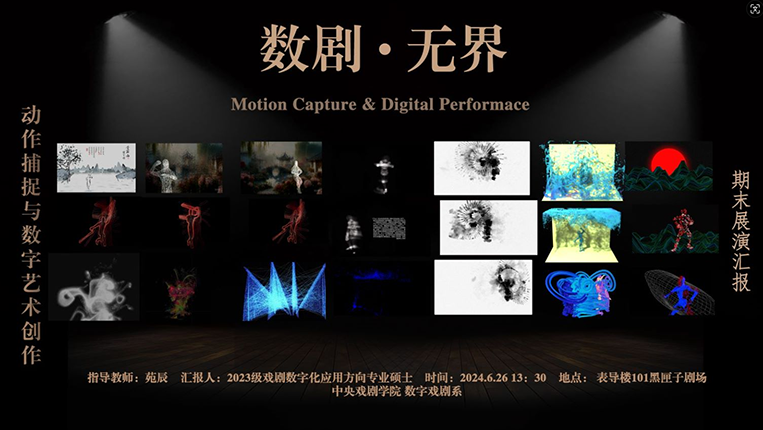 数剧·无界
Motion Capture & Digital Performace
动作捕捉与数字艺术创作
期末展演汇报
指导教师：苑辰 汇报人：2023级戏剧数字化应用方向专业硕士 时间：2024.6.26 13：30 地点： 表导楼101黑匣子剧场
中央戏剧学院 数字戏剧系